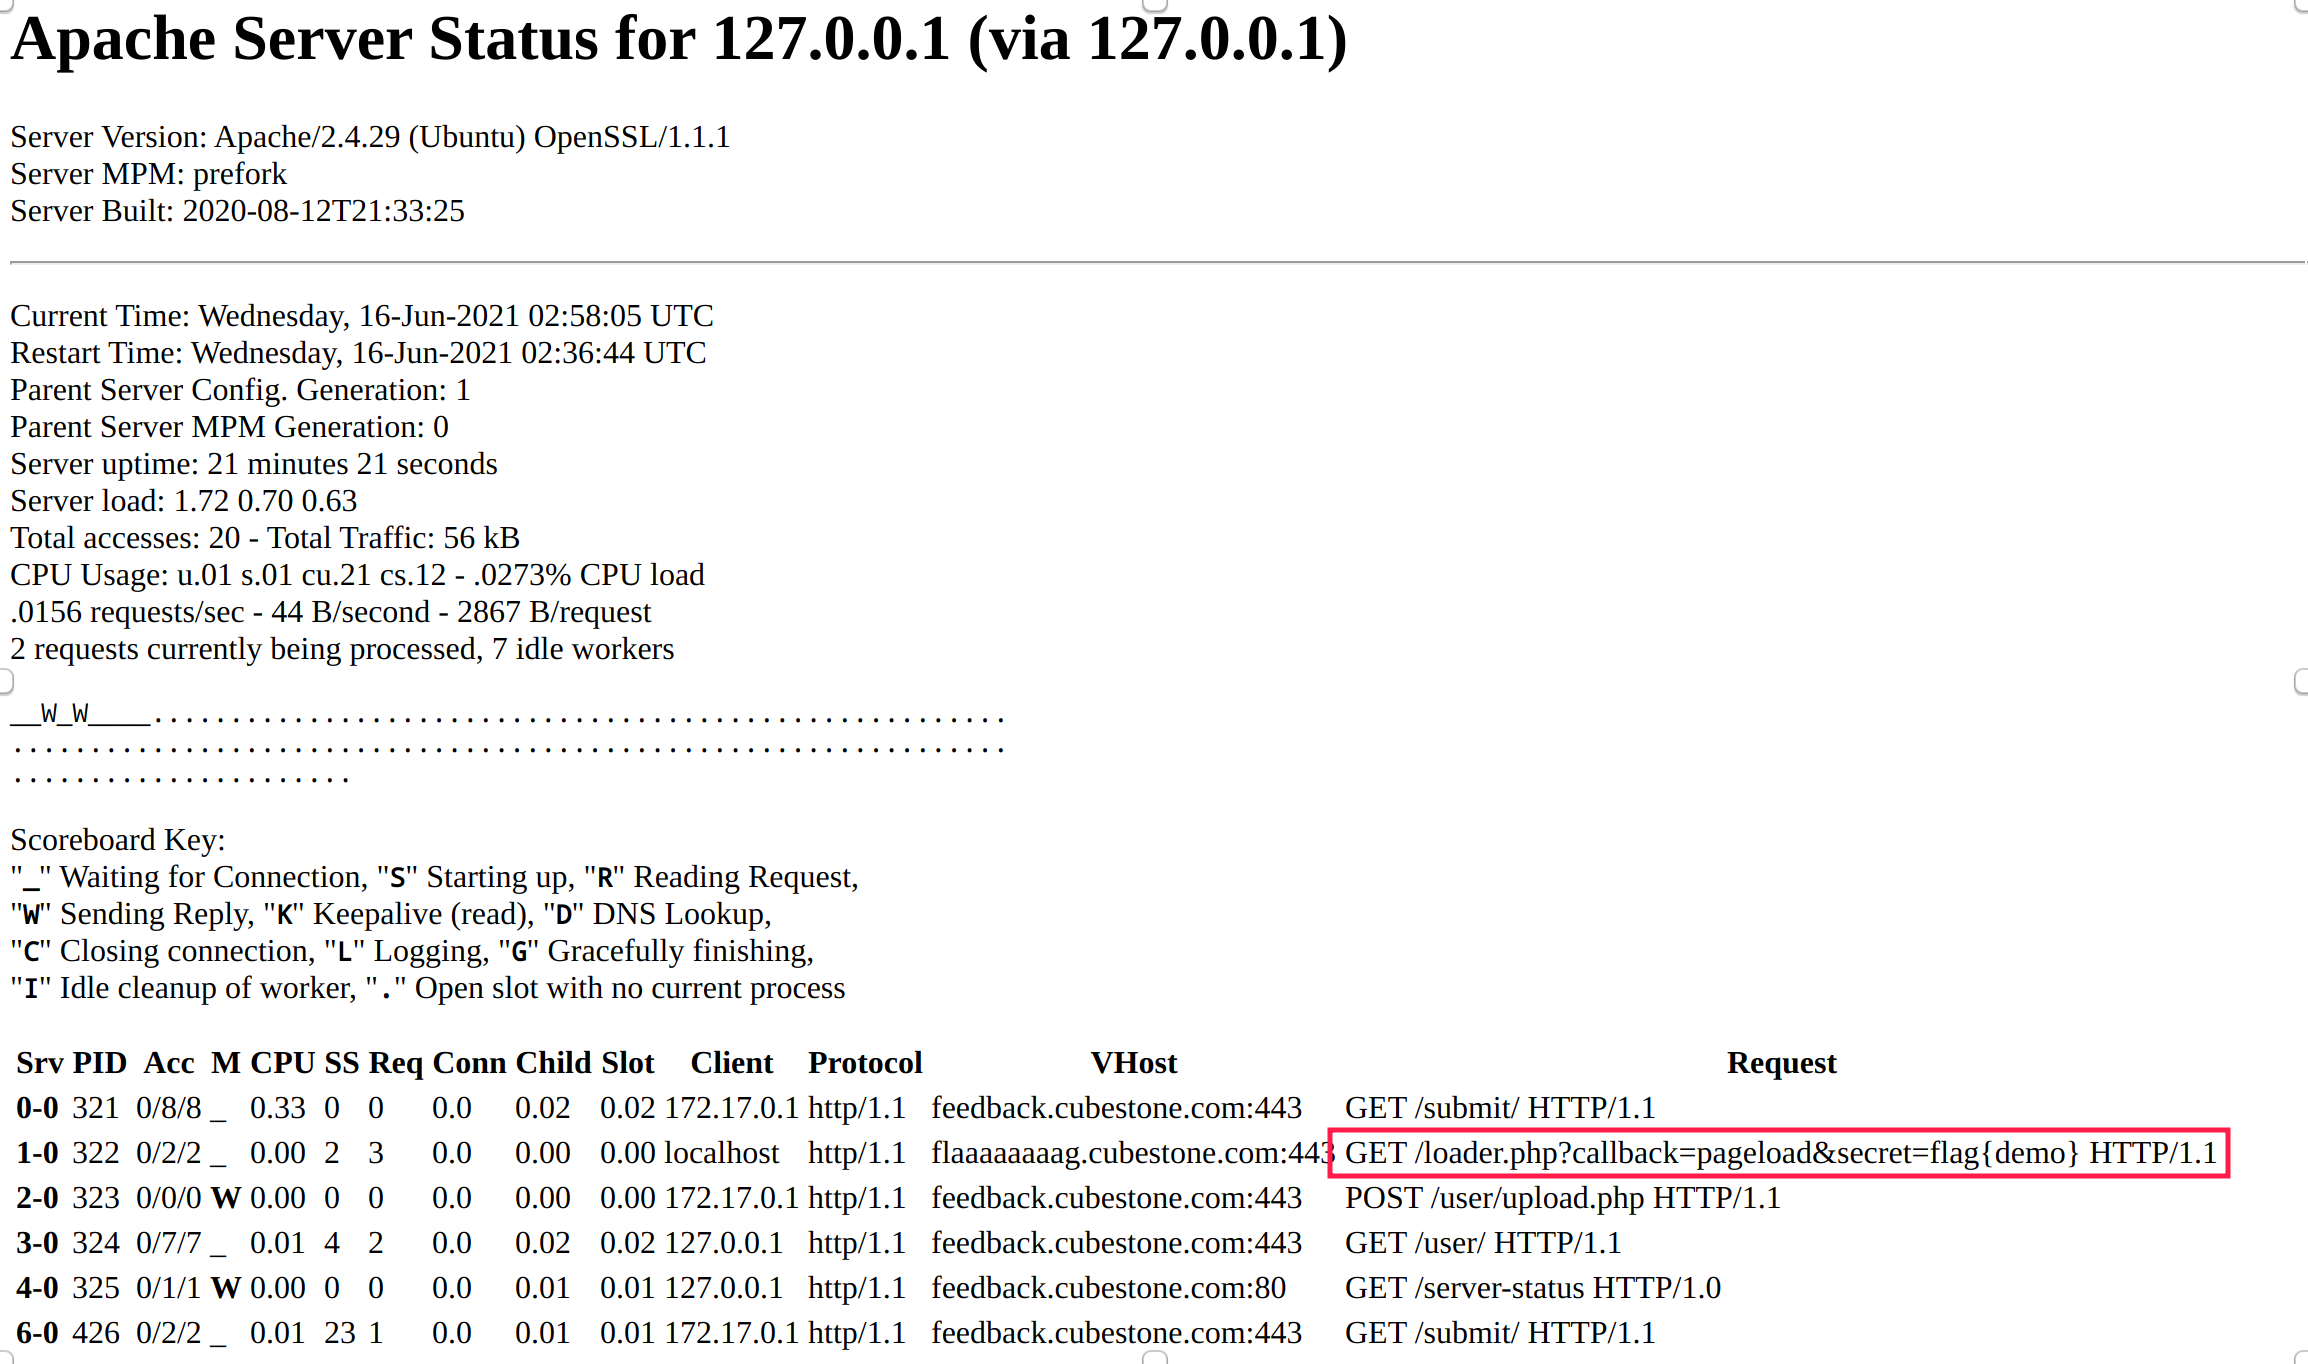 Apache Server Status for 127.0.0.1 (via 127.0.0.1)
Server Version: Apache/2.4.29 (Ubuntu) OpenSSL/1.1.1
Server MPM: prefork
Server Built: 2020-08-12T21:33:25
Current Time: Wednesday, 16-Jun-2021 02:58:05 UTC
Restart Time: Wednesday, 16-Jun-2021 02:36:44 UTC
Parent Server Config. Generation: 1
Parent Server MPM Generation: 0
Server uptime: 21 minutes 21 seconds
Server load: 1.72 0.70 0.63
Total accesses: 20 - Total Traffic: 56 kB
CPU Usage: u.01 s.01 cu.21 cs.12 - .0273% CPU load
.0156 requests/sec - 44 B/second - 2867 B/request
2 requests currently being processed, 7 idle workers
__W_W____.......................................................
................................................................
......................
Scoreboard Key:
"_" Waiting for Connection, "S" Starting up, "R" Reading Request,
"W" Sending Reply, "K" Keepalive (read), "D" DNS Lookup,
"C" Closing connection, "L" Logging, "G" Gracefully finishing,
"I" Idle cleanup of worker, "." Open slot with no current process
Srv PID Acc M CPU SS Req Conn Child Slot Client Protocol VHost Request
0-0 321 0/8/8 _ 0.33 0 0 0.0 0.02 0.02 172.17.0.1 http/1.1 feedback.cubestone.com:443 GET /submit/ HTTP/1.1
1-0 322 0/2/2 _ 0.00 2 3 0.0 0.00 0.00 localhost http/1.1 flaaaaaaaag.cubestone.com:443 GET /loader.php?callback=pageload&secret=flag{demo} HTTP/1.1
2-0 323 0/0/0 W 0.00 0 0 0.0 0.00 0.00 172.17.0.1 http/1.1 feedback.cubestone.com:443 POST /user/upload.php HTTP/1.1
3-0 324 0/7/7 _ 0.01 4 2 0.0 0.02 0.02 127.0.0.1 http/1.1 feedback.cubestone.com:443 GET /user/ HTTP/1.1
4-0 325 0/1/1 W 0.00 0 0 0.0 0.01 0.01 127.0.0.1 http/1.1 feedback.cubestone.com:80 GET /server-status HTTP/1.0
6-0 426 0/2/2 _ 0.01 23 1 0.0 0.01 0.01 172.17.0.1 http/1.1 feedback.cubestone.com:443 GET /submit/ HTTP/1.1